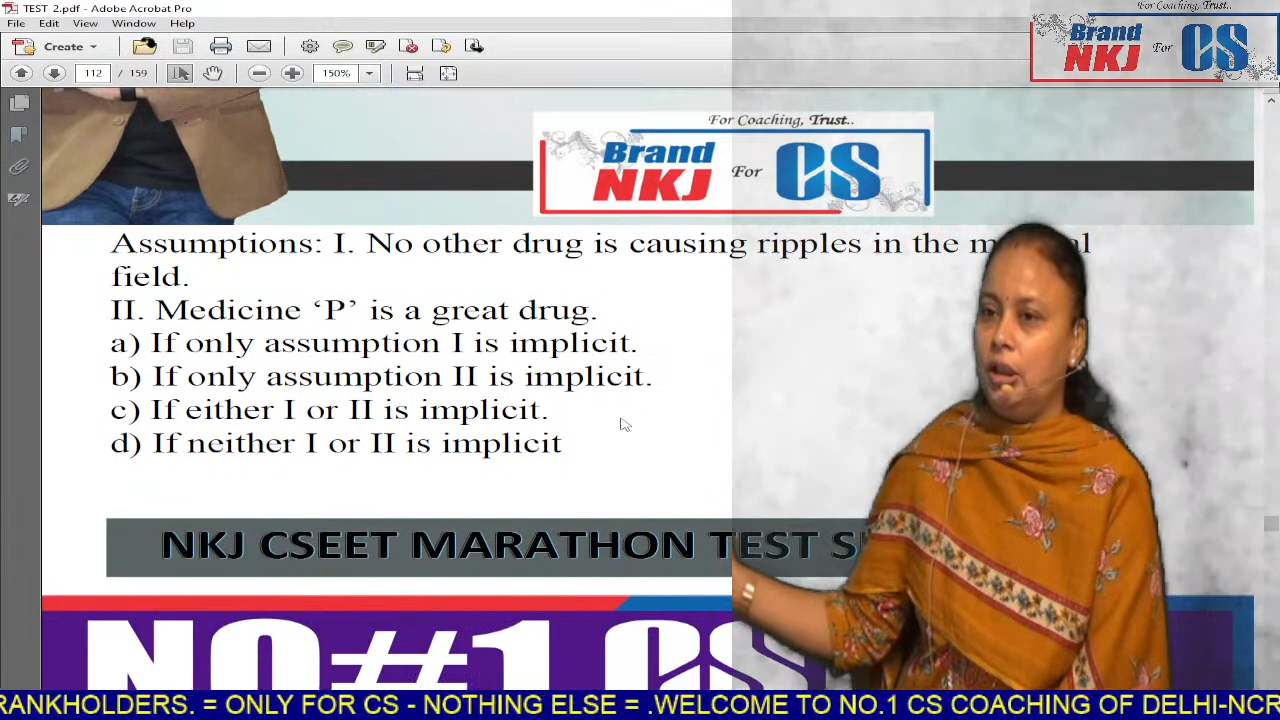 TEST 2.pdf - Adobe Acrobat Pro
File Edit View Window Help
Create
112 / 159 150%
For Coaching, Trust..
Brand NKJ For CS
For Coaching, Trust..
Brand NKJ For CS
Assumptions: I. No other drug is causing ripples in the
field.
II. Medicine ‘P’ is a great drug.
a) If only assumption I is implicit.
b) If only assumption II is implicit.
c) If either I or II is implicit.
d) If neither I or II is implicit
NKJ CSEET MARATHON TEST
NO#1 CS
RANKHOLDERS. = ONLY FOR CS - NOTHING ELSE = .WELCOME TO NO.1 CS COACHING OF DELHI-NCR